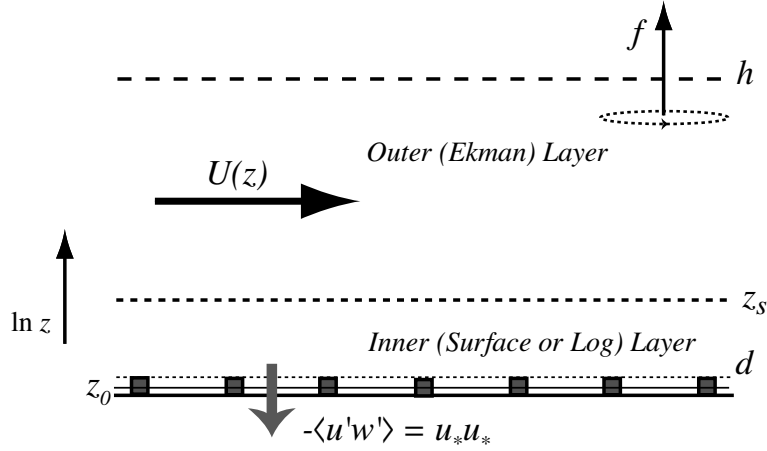 f
h
Outer (Ekman) Layer
U(z)
z_s
ln z
Inner (Surface or Log) Layer
d
z_0
-⟨u'w'⟩ = u_*u_*